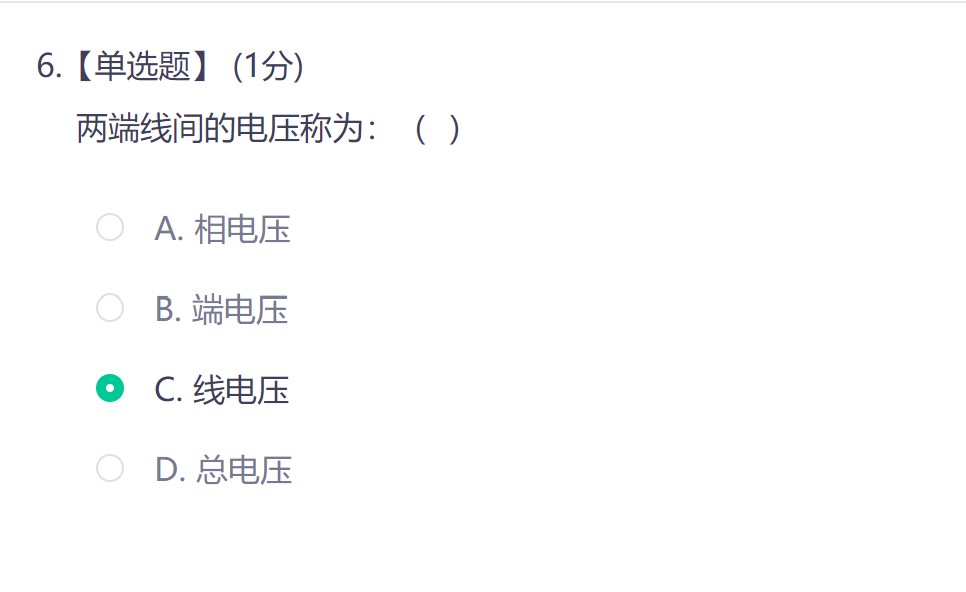 6.【单选题】 (1分)
两端线间的电压称为： （ ）
A. 相电压
B. 端电压
C. 线电压
D. 总电压